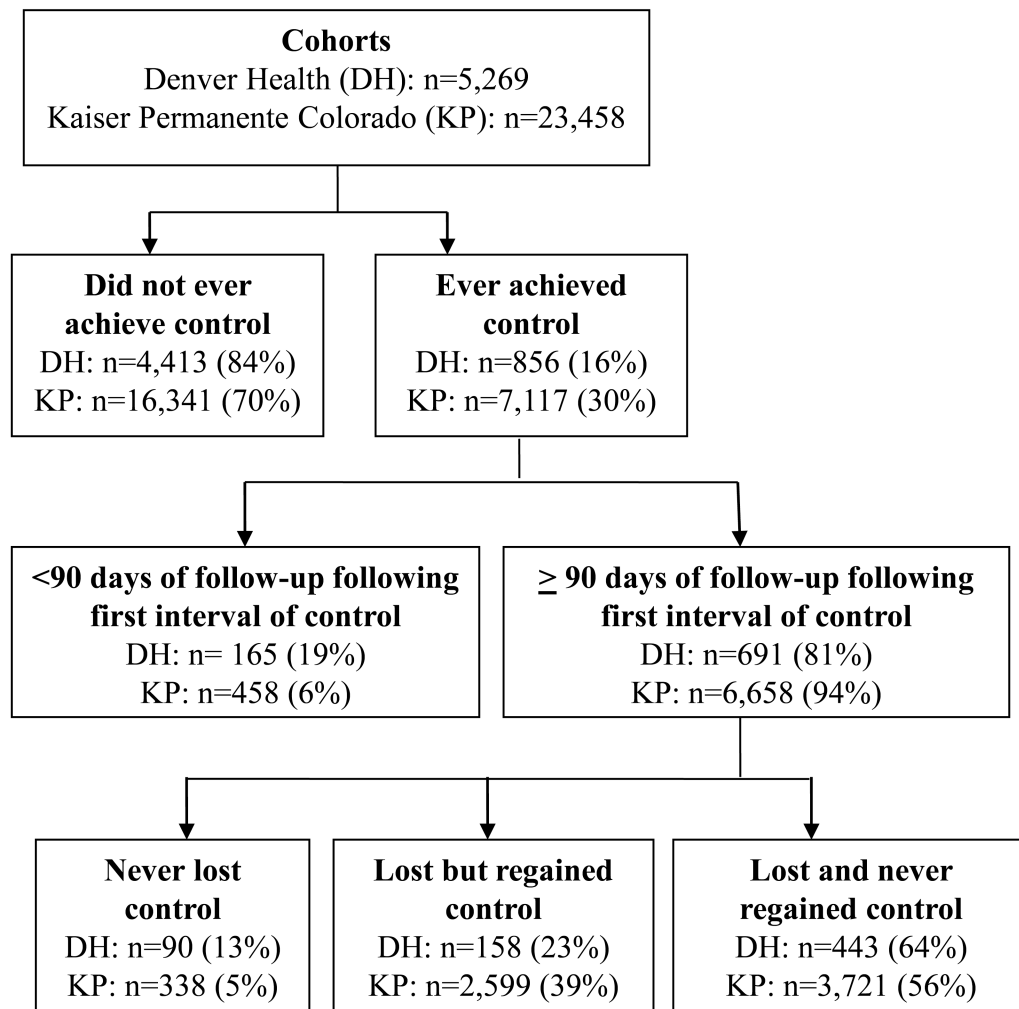 Cohorts
Denver Health (DH): n=5,269
Kaiser Permanente Colorado (KP): n=23,458
Did not ever
achieve control
DH: n=4,413 (84%)
KP: n=16,341 (70%)
Ever achieved
control
DH: n=856 (16%)
KP: n=7,117 (30%)
<90 days of follow-up following
first interval of control
DH: n= 165 (19%)
KP: n=458 (6%)
≥ 90 days of follow-up following
first interval of control
DH: n=691 (81%)
KP: n=6,658 (94%)
Never lost
control
DH: n=90 (13%)
KP: n=338 (5%)
Lost but regained
control
DH: n=158 (23%)
KP: n=2,599 (39%)
Lost and never
regained control
DH: n=443 (64%)
KP: n=3,721 (56%)